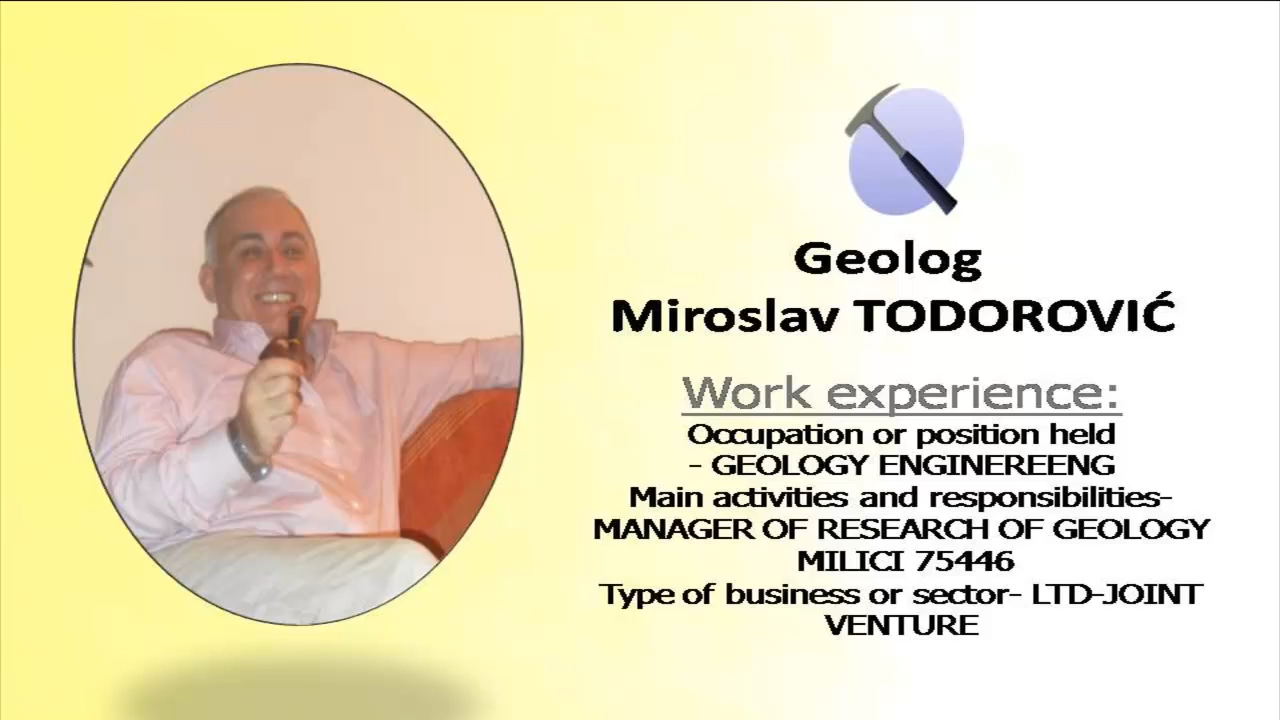 Geolog
Miroslav TODOROVIĆ
Work experience:
Occupation or position held
- GEOLOGY ENGINEREENG
Main activities and responsibilities-
MANAGER OF RESEARCH OF GEOLOGY
MILICI 75446
Type of business or sector- LTD-JOINT
VENTURE